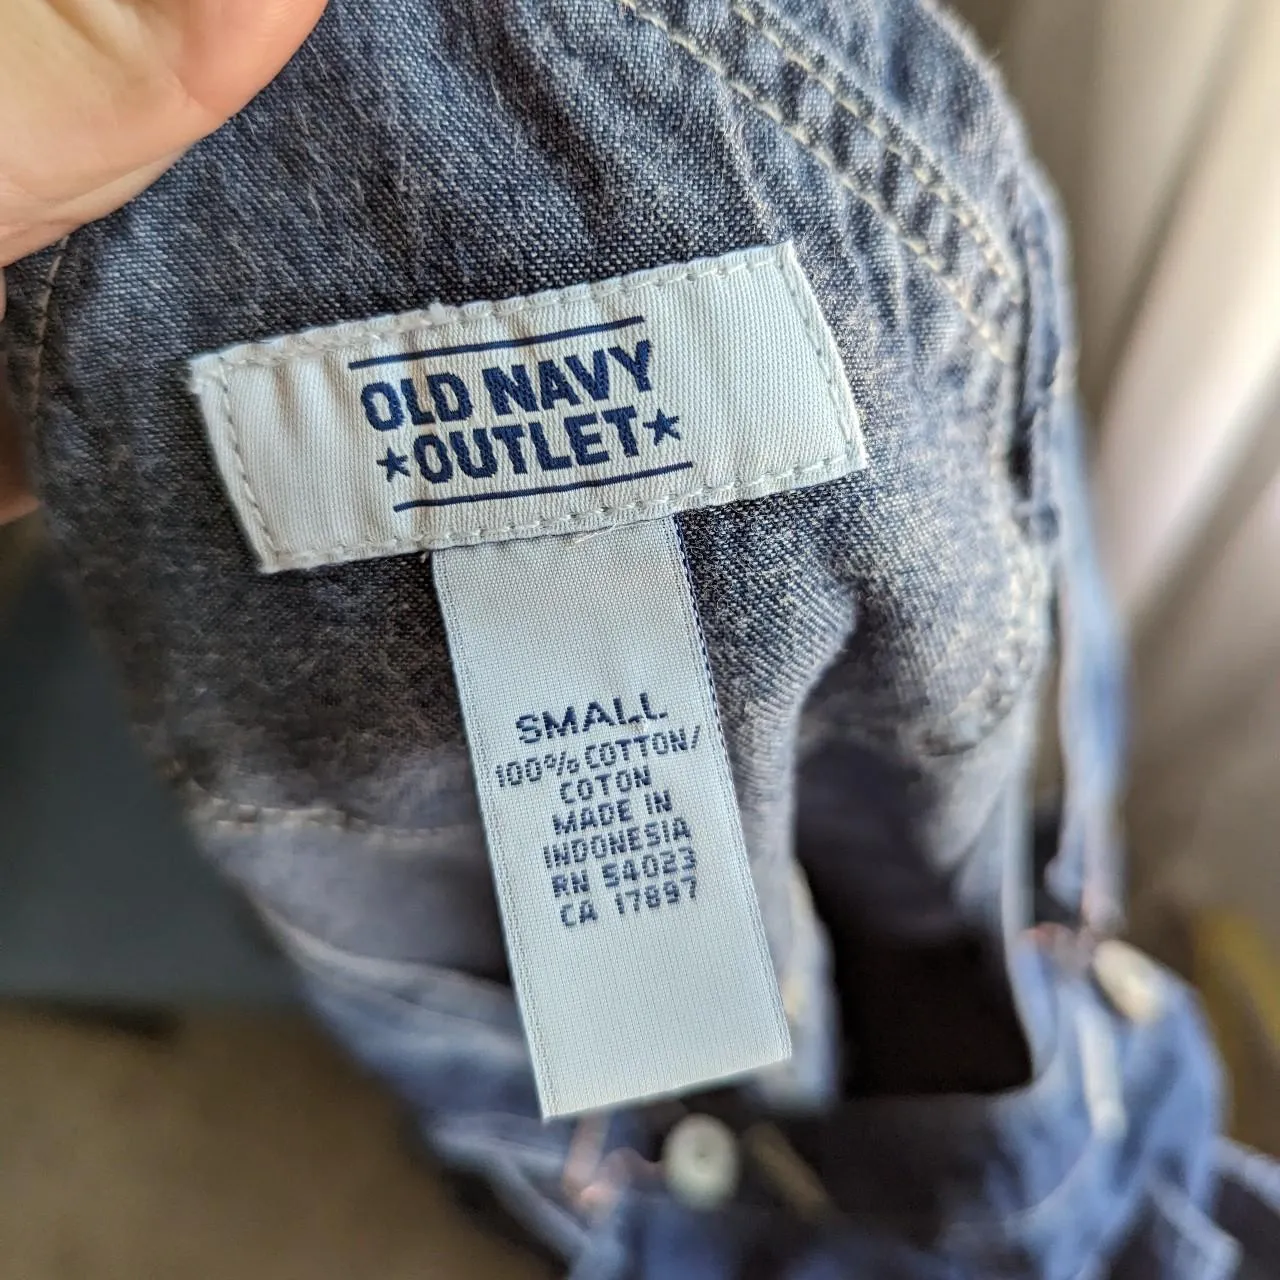 OLD NAVY
★OUTLET★
SMALL
100% COTTON/
COTON
MADE IN
INDONESIA
RN 54023
CA 17897